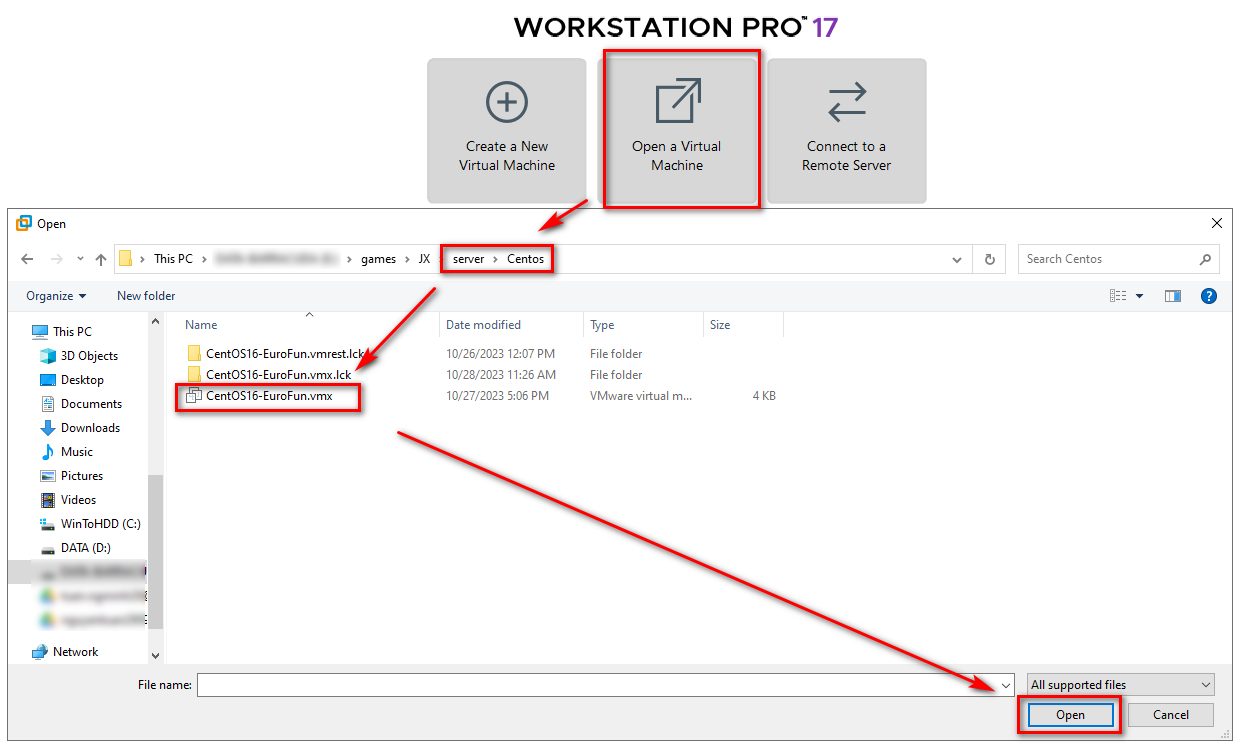 WORKSTATION PRO™ 17
Create a New
Virtual Machine
Open a Virtual
Machine
Connect to a
Remote Server
Open
This PC
games
JX
server
Centos
Search Centos
Organize
New folder
Name
Date modified
Type
Size
This PC
3D Objects
Desktop
Documents
Downloads
Music
Pictures
Videos
WinToHDD (C:)
DATA (D:)
Network
CentOS16-EuroFun.vmrest.lck 10/26/2023 12:07 PM File folder
CentOS16-EuroFun.vmx.lck 10/28/2023 11:26 AM File folder
CentOS16-EuroFun.vmx 10/27/2023 5:06 PM VMware virtual m... 4 KB
File name:
All supported files
Open
Cancel